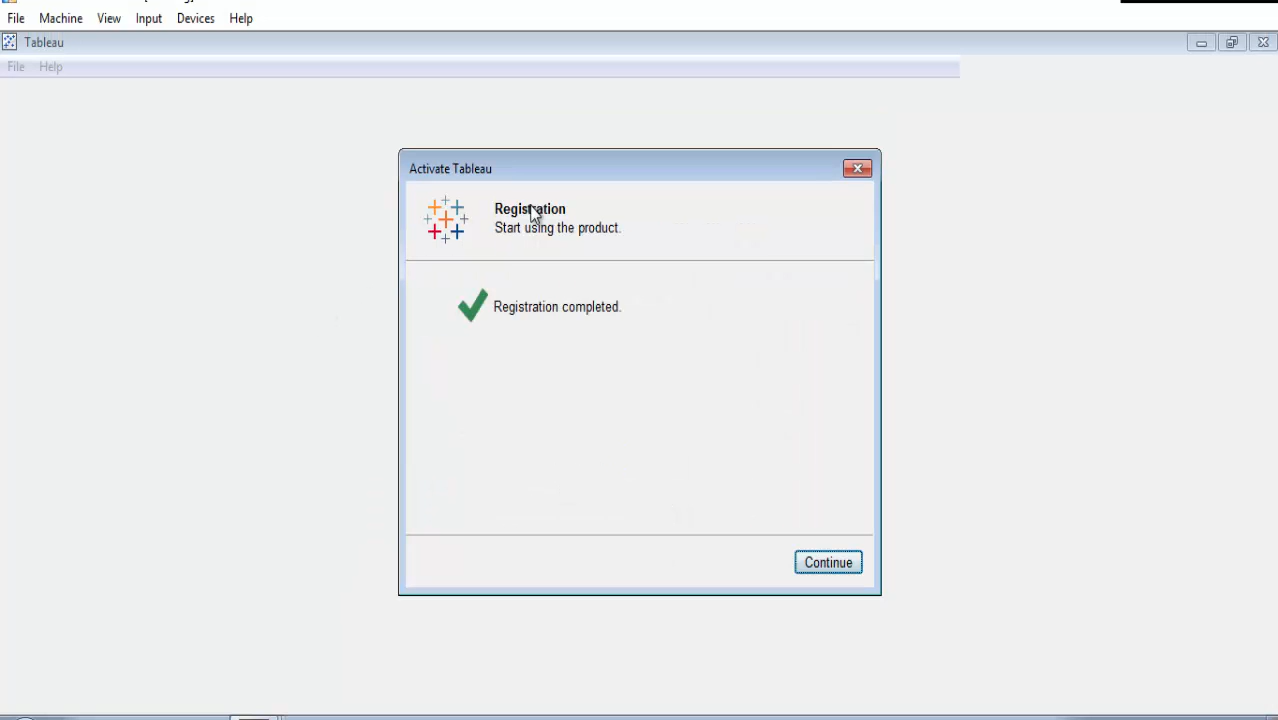 File Machine View Input Devices Help
Tableau
File Help
Activate Tableau
Registration
Start using the product.
Registration completed.
Continue